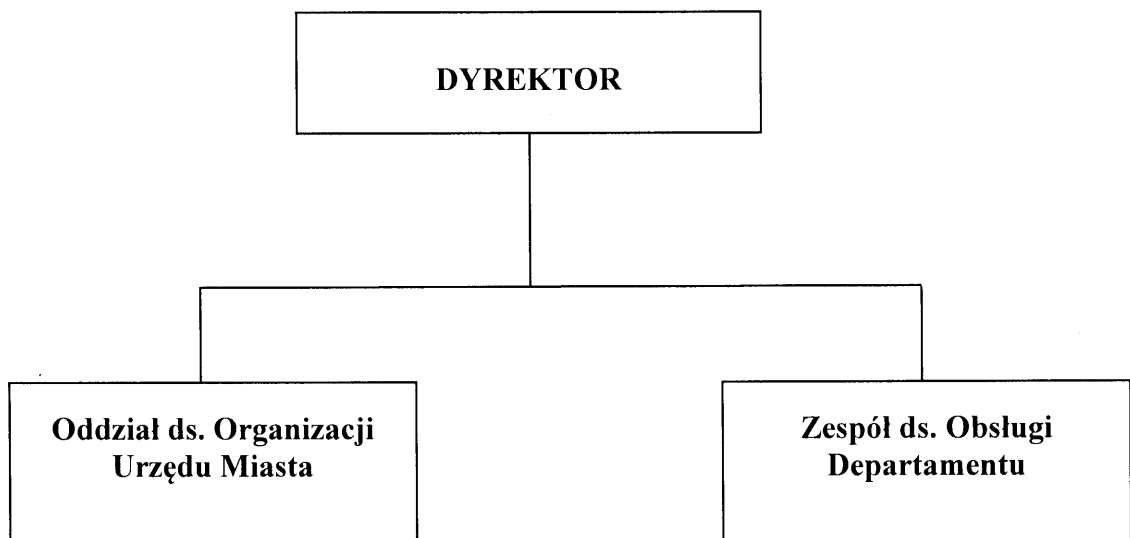 DYREKTOR
Oddział ds. Organizacji
Urzędu Miasta
Zespół ds. Obsługi
Departamentu